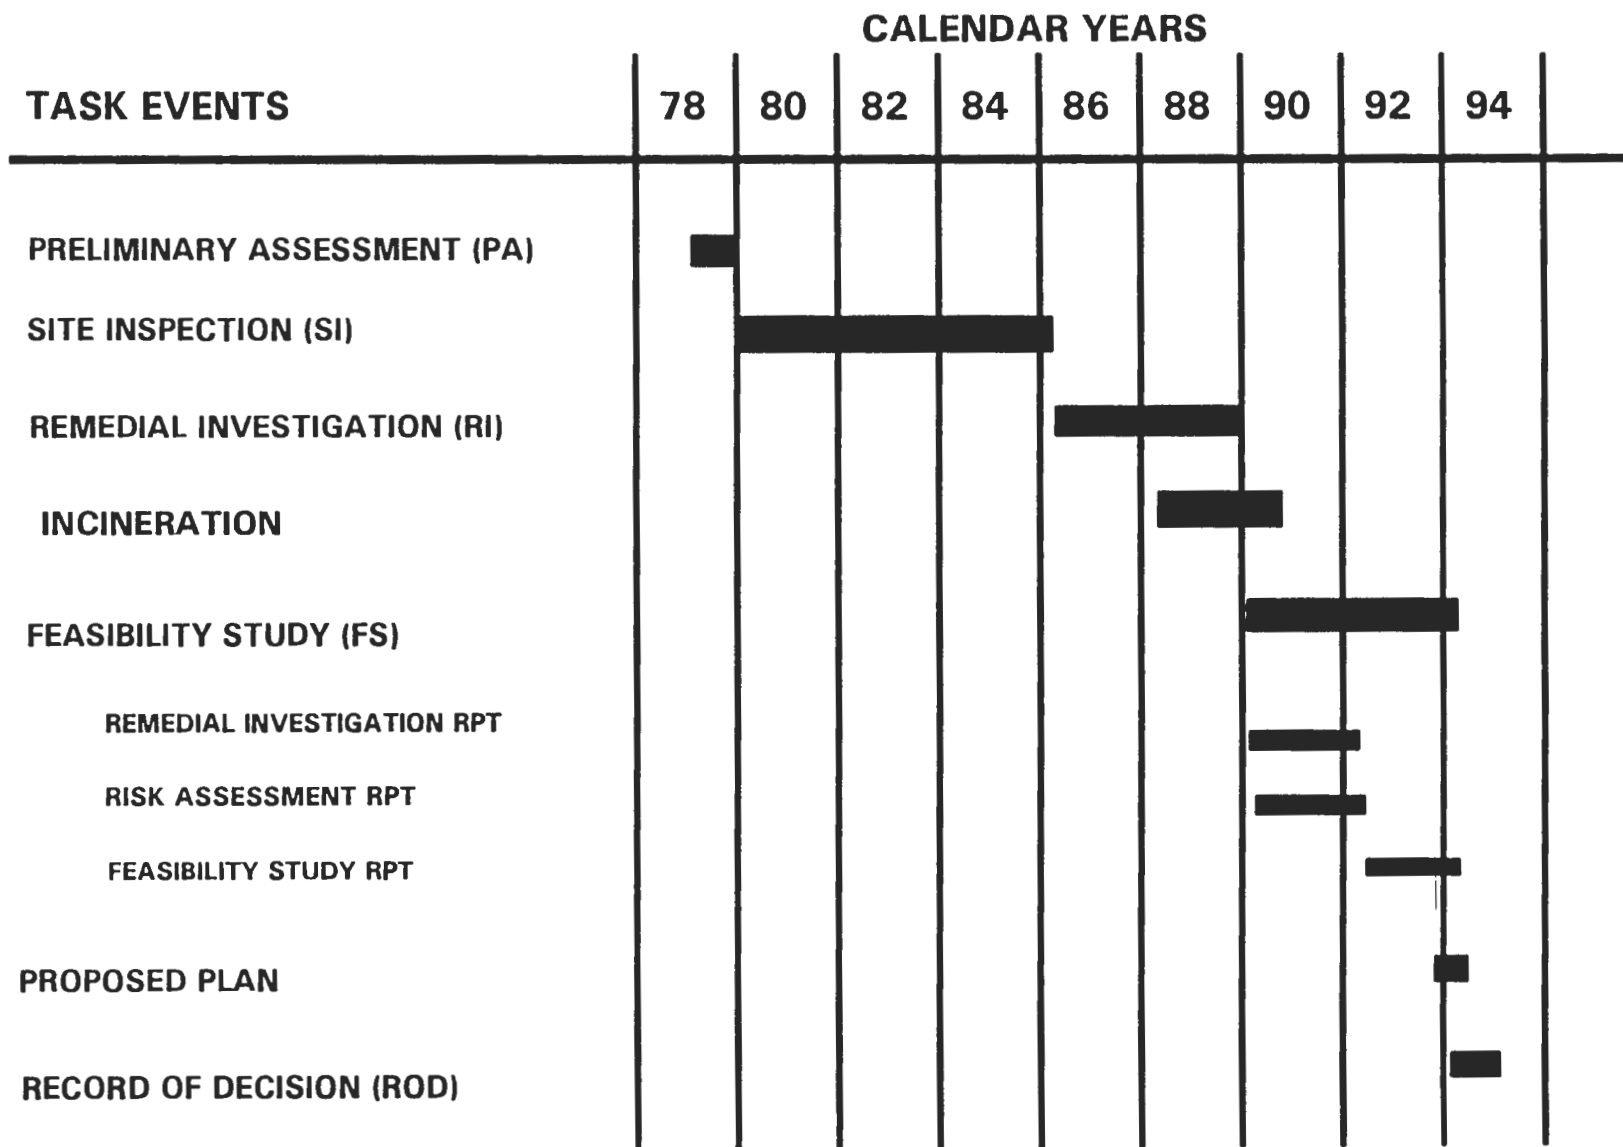 CALENDAR YEARS
TASK EVENTS 78 80 82 84 86 88 90 92 94
PRELIMINARY ASSESSMENT (PA)
SITE INSPECTION (SI)
REMEDIAL INVESTIGATION (RI)
INCINERATION
FEASIBILITY STUDY (FS)
REMEDIAL INVESTIGATION RPT
RISK ASSESSMENT RPT
FEASIBILITY STUDY RPT
PROPOSED PLAN
RECORD OF DECISION (ROD)